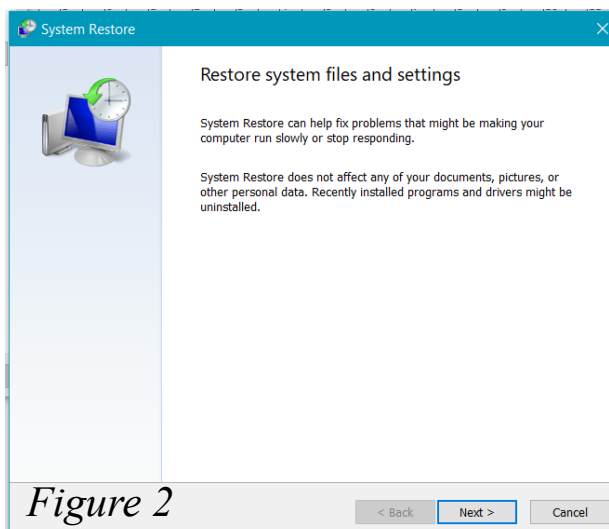 System Restore
Restore system files and settings
System Restore can help fix problems that might be making your
computer run slowly or stop responding.
System Restore does not affect any of your documents, pictures, or
other personal data. Recently installed programs and drivers might be
uninstalled.
Figure 2
< Back Next > Cancel